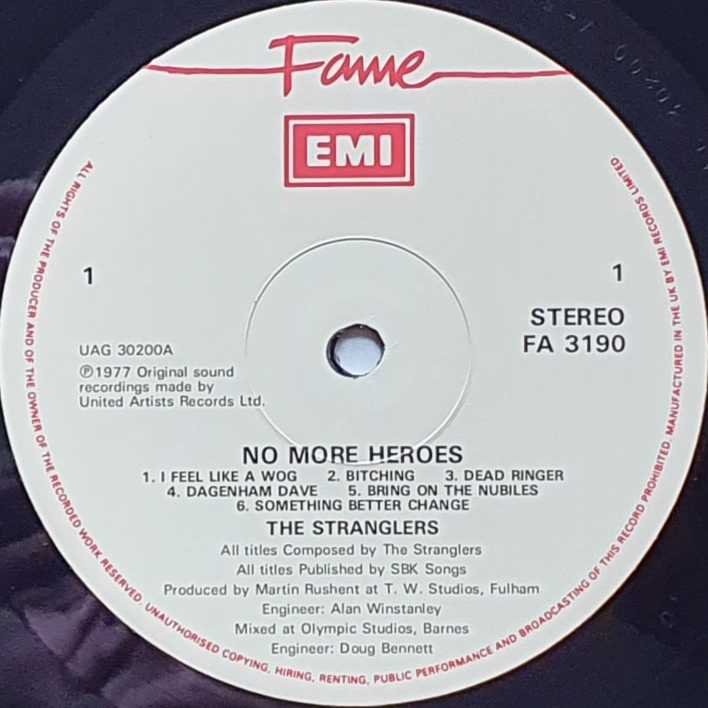 Fame
EMI
1
1
STEREO
FA 3190
UAG 30200A
℗1977 Original sound
recordings made by
United Artists Records Ltd.
NO MORE HEROES
1. I FEEL LIKE A WOG 2. BITCHING 3. DEAD RINGER
4. DAGENHAM DAVE 5. BRING ON THE NUBILES
6. SOMETHING BETTER CHANGE
THE STRANGLERS
All titles Composed by The Stranglers
All titles Published by SBK Songs
Produced by Martin Rushent at T. W. Studios, Fulham
Engineer: Alan Winstanley
Mixed at Olympic Studios, Barnes
Engineer: Doug Bennett
ALL RIGHTS OF THE PRODUCER AND OF THE OWNER OF THE RECORDED WORK RESERVED. UNAUTHORISED COPYING, HIRING, RENTING, PUBLIC PERFORMANCE AND BROADCASTING OF THIS RECORD PROHIBITED. MANUFACTURED IN THE UK BY EMI RECORDS LIMITED